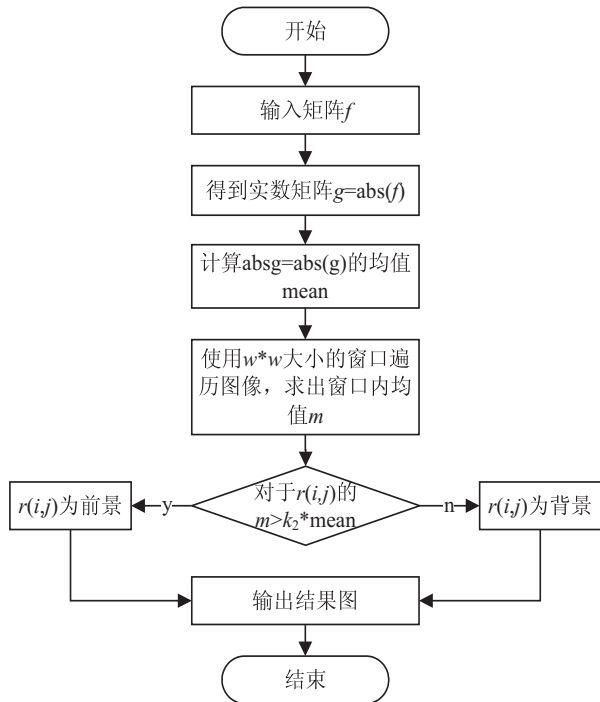 开始
输入矩阵f
得到实数矩阵g=abs(f)
计算absg=abs(g)的均值
mean
使用w*w大小的窗口遍
历图像，求出窗口内均
值m
对于r(i,j)的
m>k₂*mean
y
n
r(i,j)为前景
r(i,j)为背景
输出结果图
结束